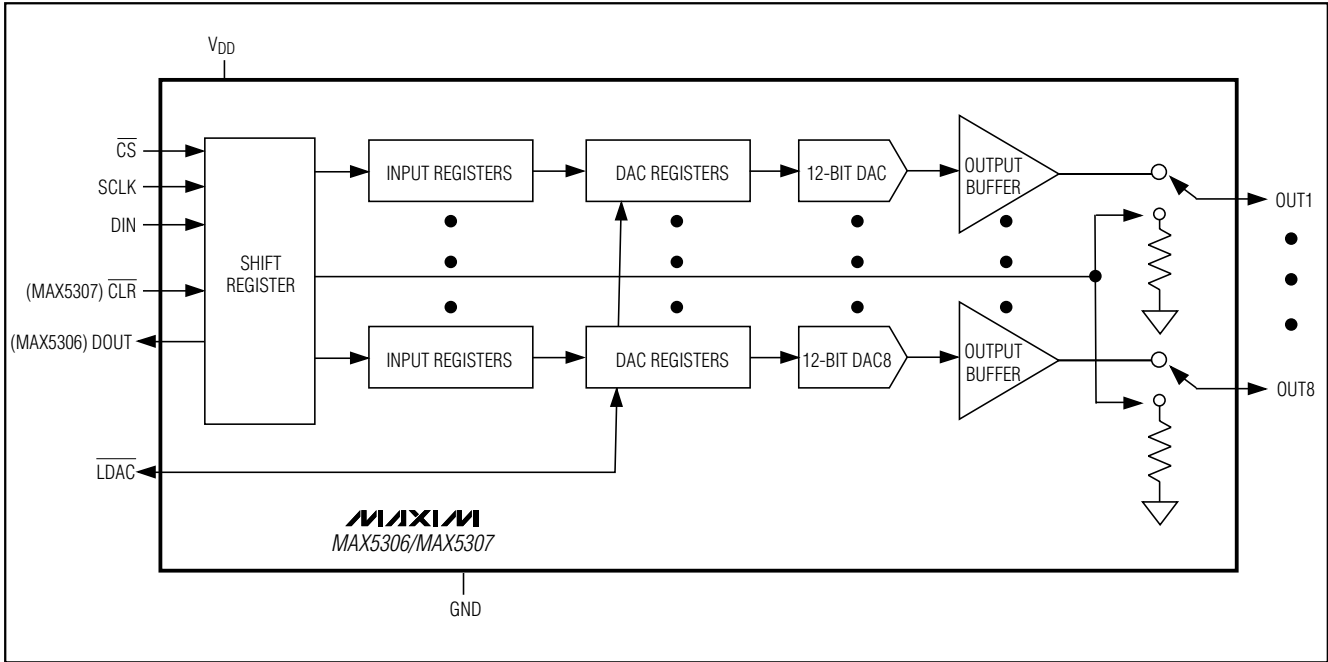 VDD
CS
SCLK
DIN
(MAX5307) CLR
(MAX5306) DOUT
LDAC
SHIFT
REGISTER
INPUT REGISTERS
DAC REGISTERS
12-BIT DAC
OUTPUT
BUFFER
OUT1
INPUT REGISTERS
DAC REGISTERS
12-BIT DAC8
OUTPUT
BUFFER
OUT8
MAXIM
MAX5306/MAX5307
GND